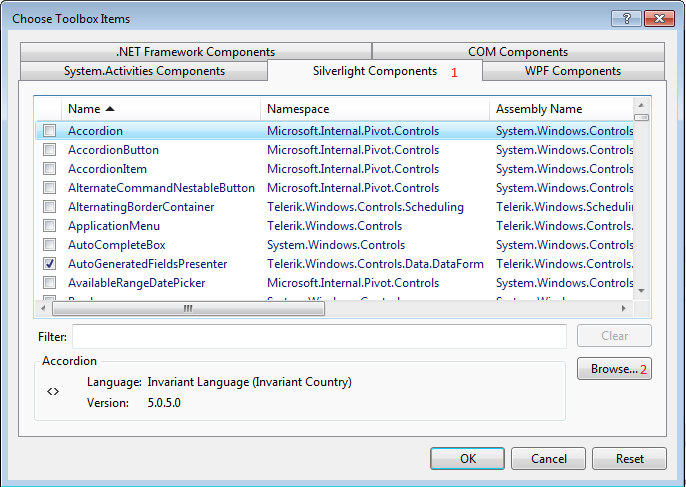 Choose Toolbox Items
?
.NET Framework Components COM Components
System.Activities Components Silverlight Components 1 WPF Components
Name Namespace Assembly Name
Accordion Microsoft.Internal.Pivot.Controls System.Windows.Controls
AccordionButton Microsoft.Internal.Pivot.Controls System.Windows.Controls
AccordionItem Microsoft.Internal.Pivot.Controls System.Windows.Controls
AlternateCommandNestableButton Microsoft.Internal.Pivot.Controls System.Windows.Controls
AlternatingBorderContainer Telerik.Windows.Controls.Scheduling Telerik.Windows.Schedulin
ApplicationMenu Telerik.Windows.Controls Telerik.Windows.Controls
AutoCompleteBox System.Windows.Controls System.Windows.Controls
AutoGeneratedFieldsPresenter Telerik.Windows.Controls.Data.DataForm Telerik.Windows.Controls
AvailableRangeDatePicker Microsoft.Internal.Pivot.Controls System.Windows.Controls
Filter: Clear
Accordion
Browse... 2
<> Language: Invariant Language (Invariant Country)
Version: 5.0.5.0
OK Cancel Reset